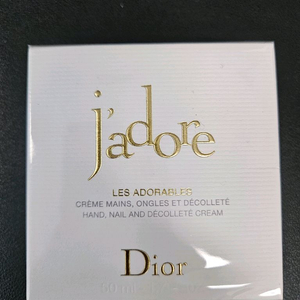 j'adore
LES ADORABLES
CRÈME MAINS, ONGLES ET DÉCOLLETÉ
HAND, NAIL AND DÉCOLLETÉ CREAM
Dior